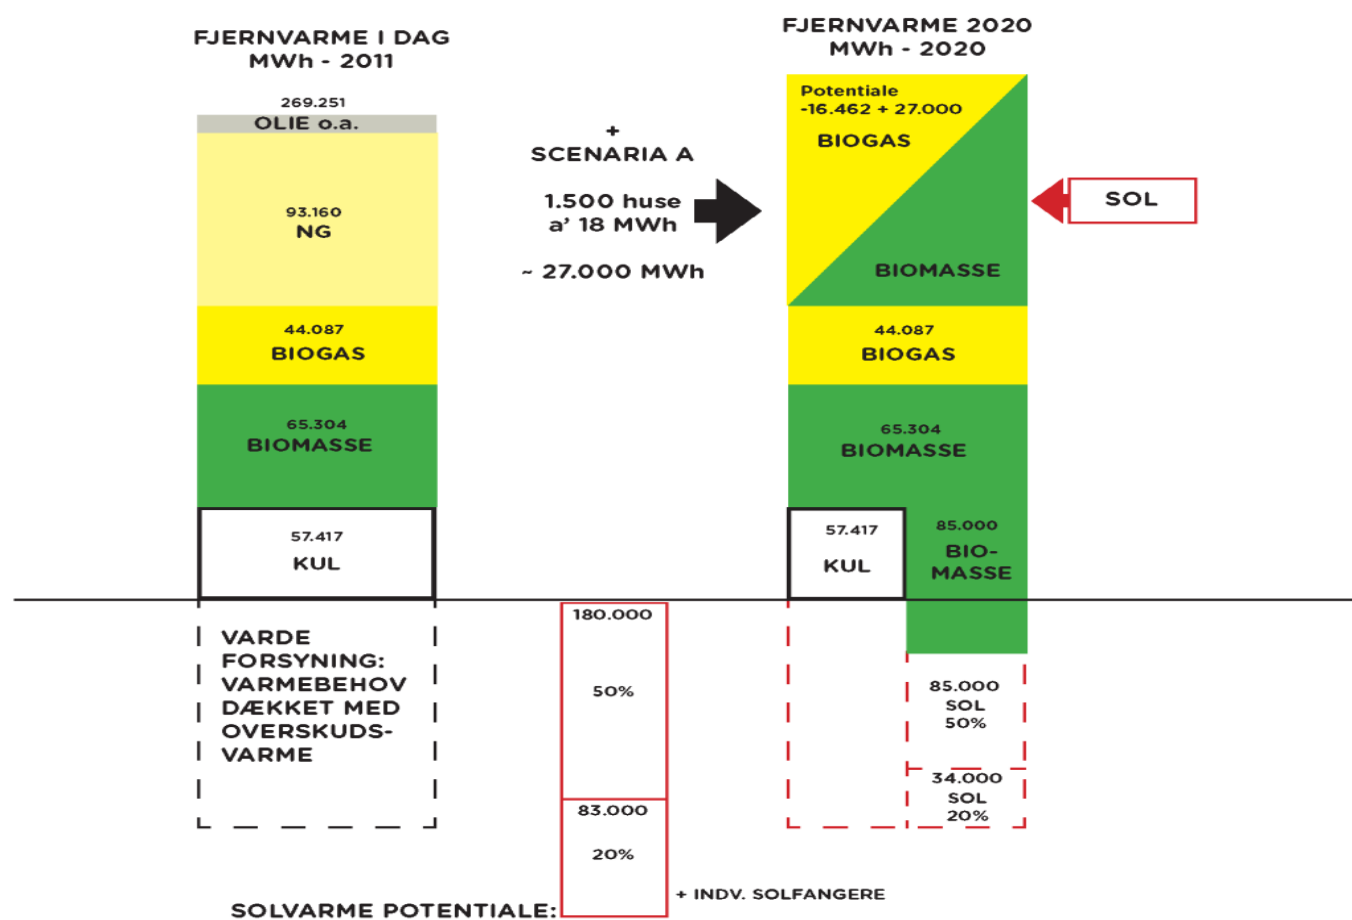 FJERNVARME I DAG
MWh - 2011
269.251
OLIE o.a.
93.160
NG
44.087
BIOGAS
65.304
BIOMASSE
57.417
KUL
VARDE
FORSYNING:
VARMEBEHOV
DÆKKET MED
OVERSKUDS-
VARME
+
SCENARIA A
1.500 huse
a' 18 MWh
~ 27.000 MWh
180.000
50%
83.000
20%
SOLVARME POTENTIALE:
+ INDV. SOLFANGERE
FJERNVARME 2020
MWh - 2020
Potentiale
-16.462 + 27.000
BIOGAS
BIOMASSE
SOL
44.087
BIOGAS
65.304
BIOMASSE
57.417
KUL
85.000
BIO-
MASSE
85.000
SOL
50%
34.000
SOL
20%